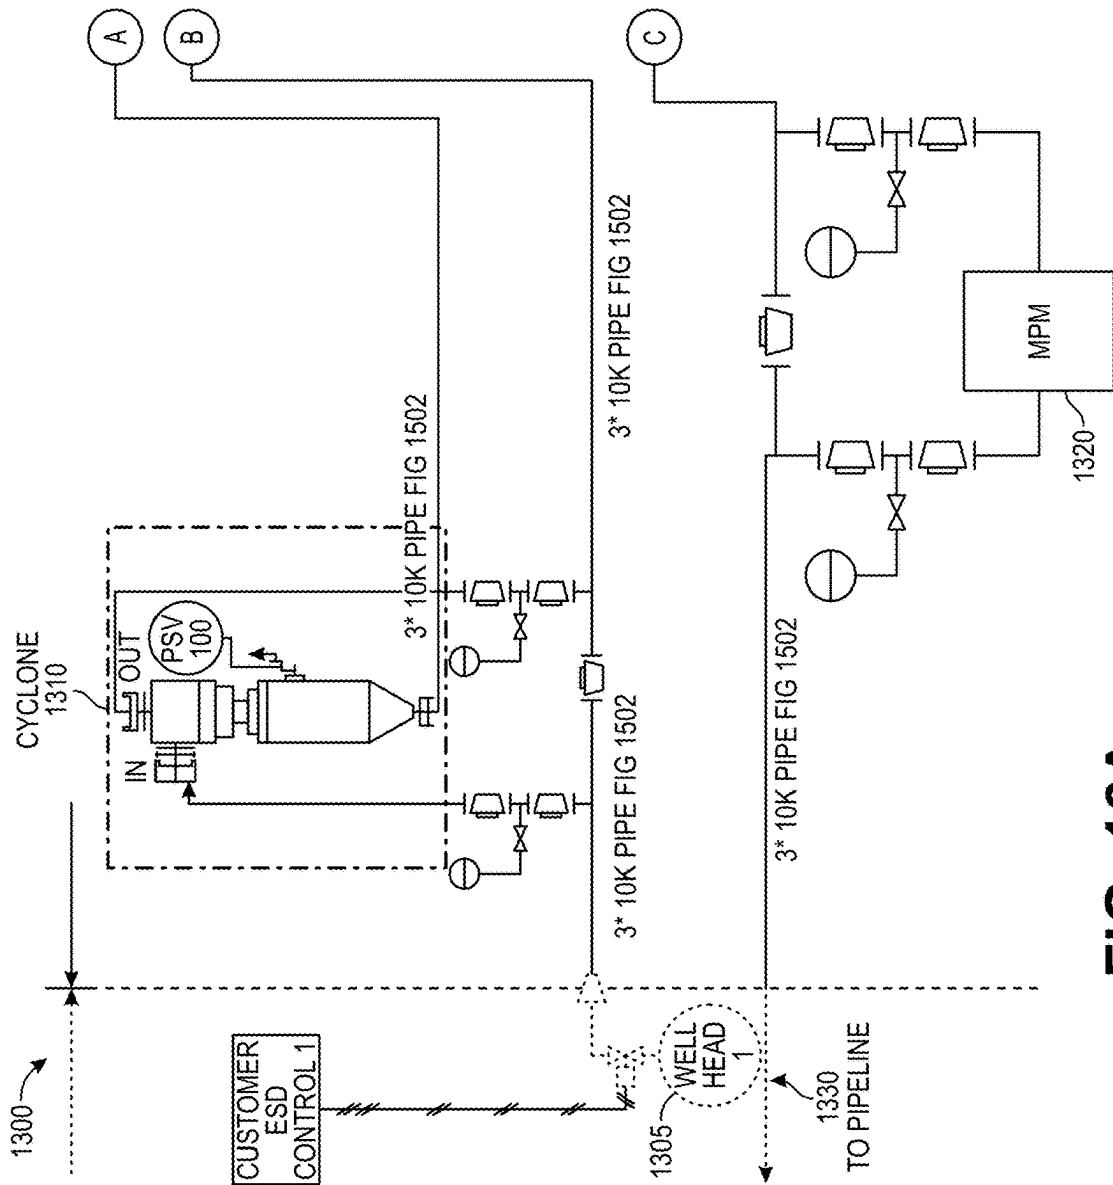 1300
CYCLONE
1310
A
OUT
IN
PSV
100
B
CUSTOMER
ESD
CONTROL 1
3* 10K PIPE FIG 1502
3* 10K PIPE FIG 1502
3* 10K PIPE FIG 1502
C
1305
WELL
HEAD
1
3* 10K PIPE FIG 1502
1330
TO PIPELINE
MPM
1320